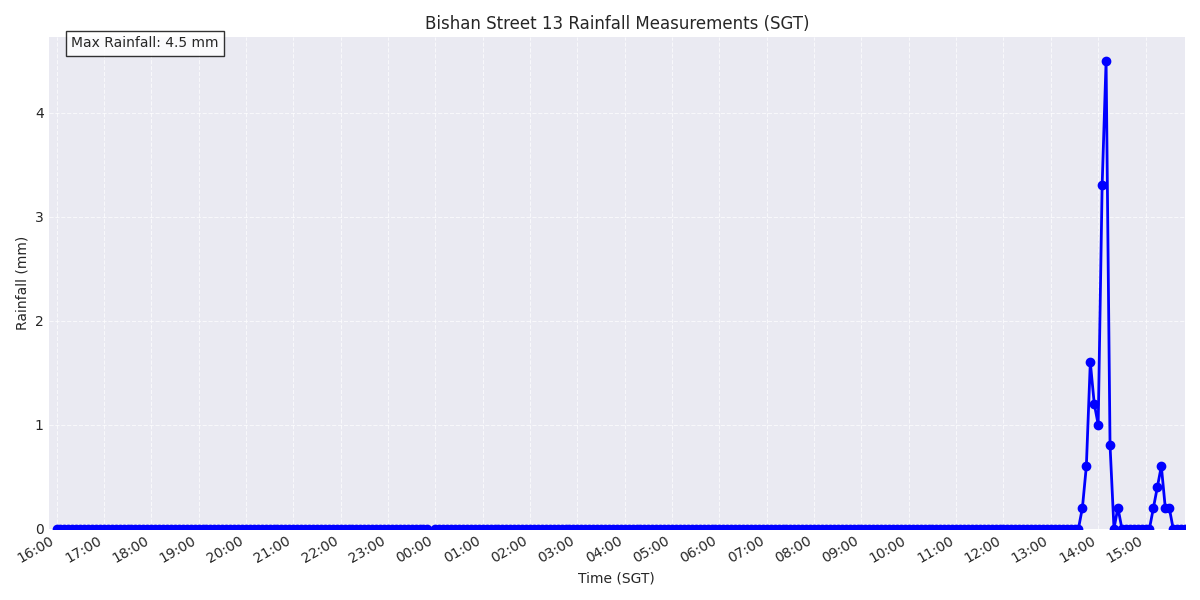 Bishan Street 13 Rainfall Measurements (SGT)
Max Rainfall: 4.5 mm
Rainfall (mm)
4
3
2
1
0
16:00 17:00 18:00 19:00 20:00 21:00 22:00 23:00 00:00 01:00 02:00 03:00 04:00 05:00 06:00 07:00 08:00 09:00 10:00 11:00 12:00 13:00 14:00 15:00
Time (SGT)